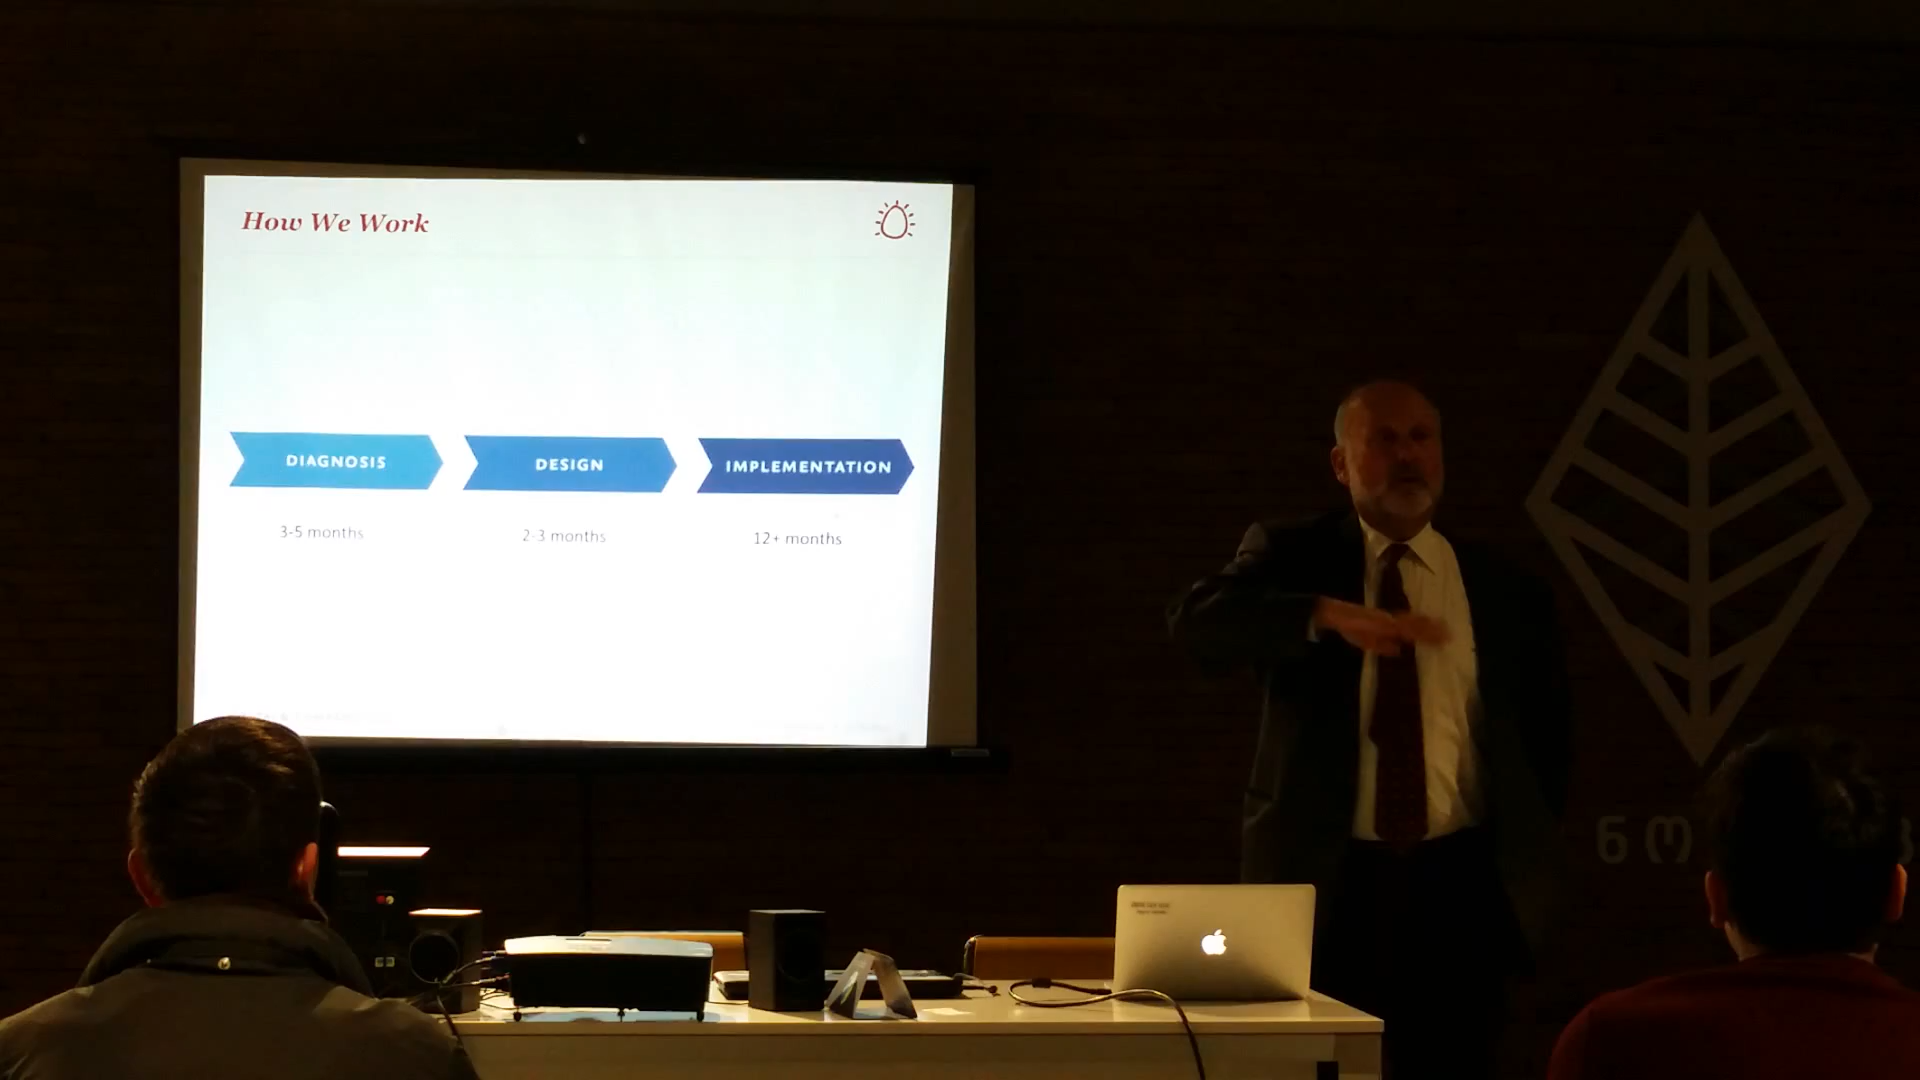 How We Work
DIAGNOSIS
DESIGN
IMPLEMENTATION
3-5 months
2-3 months
12+ months